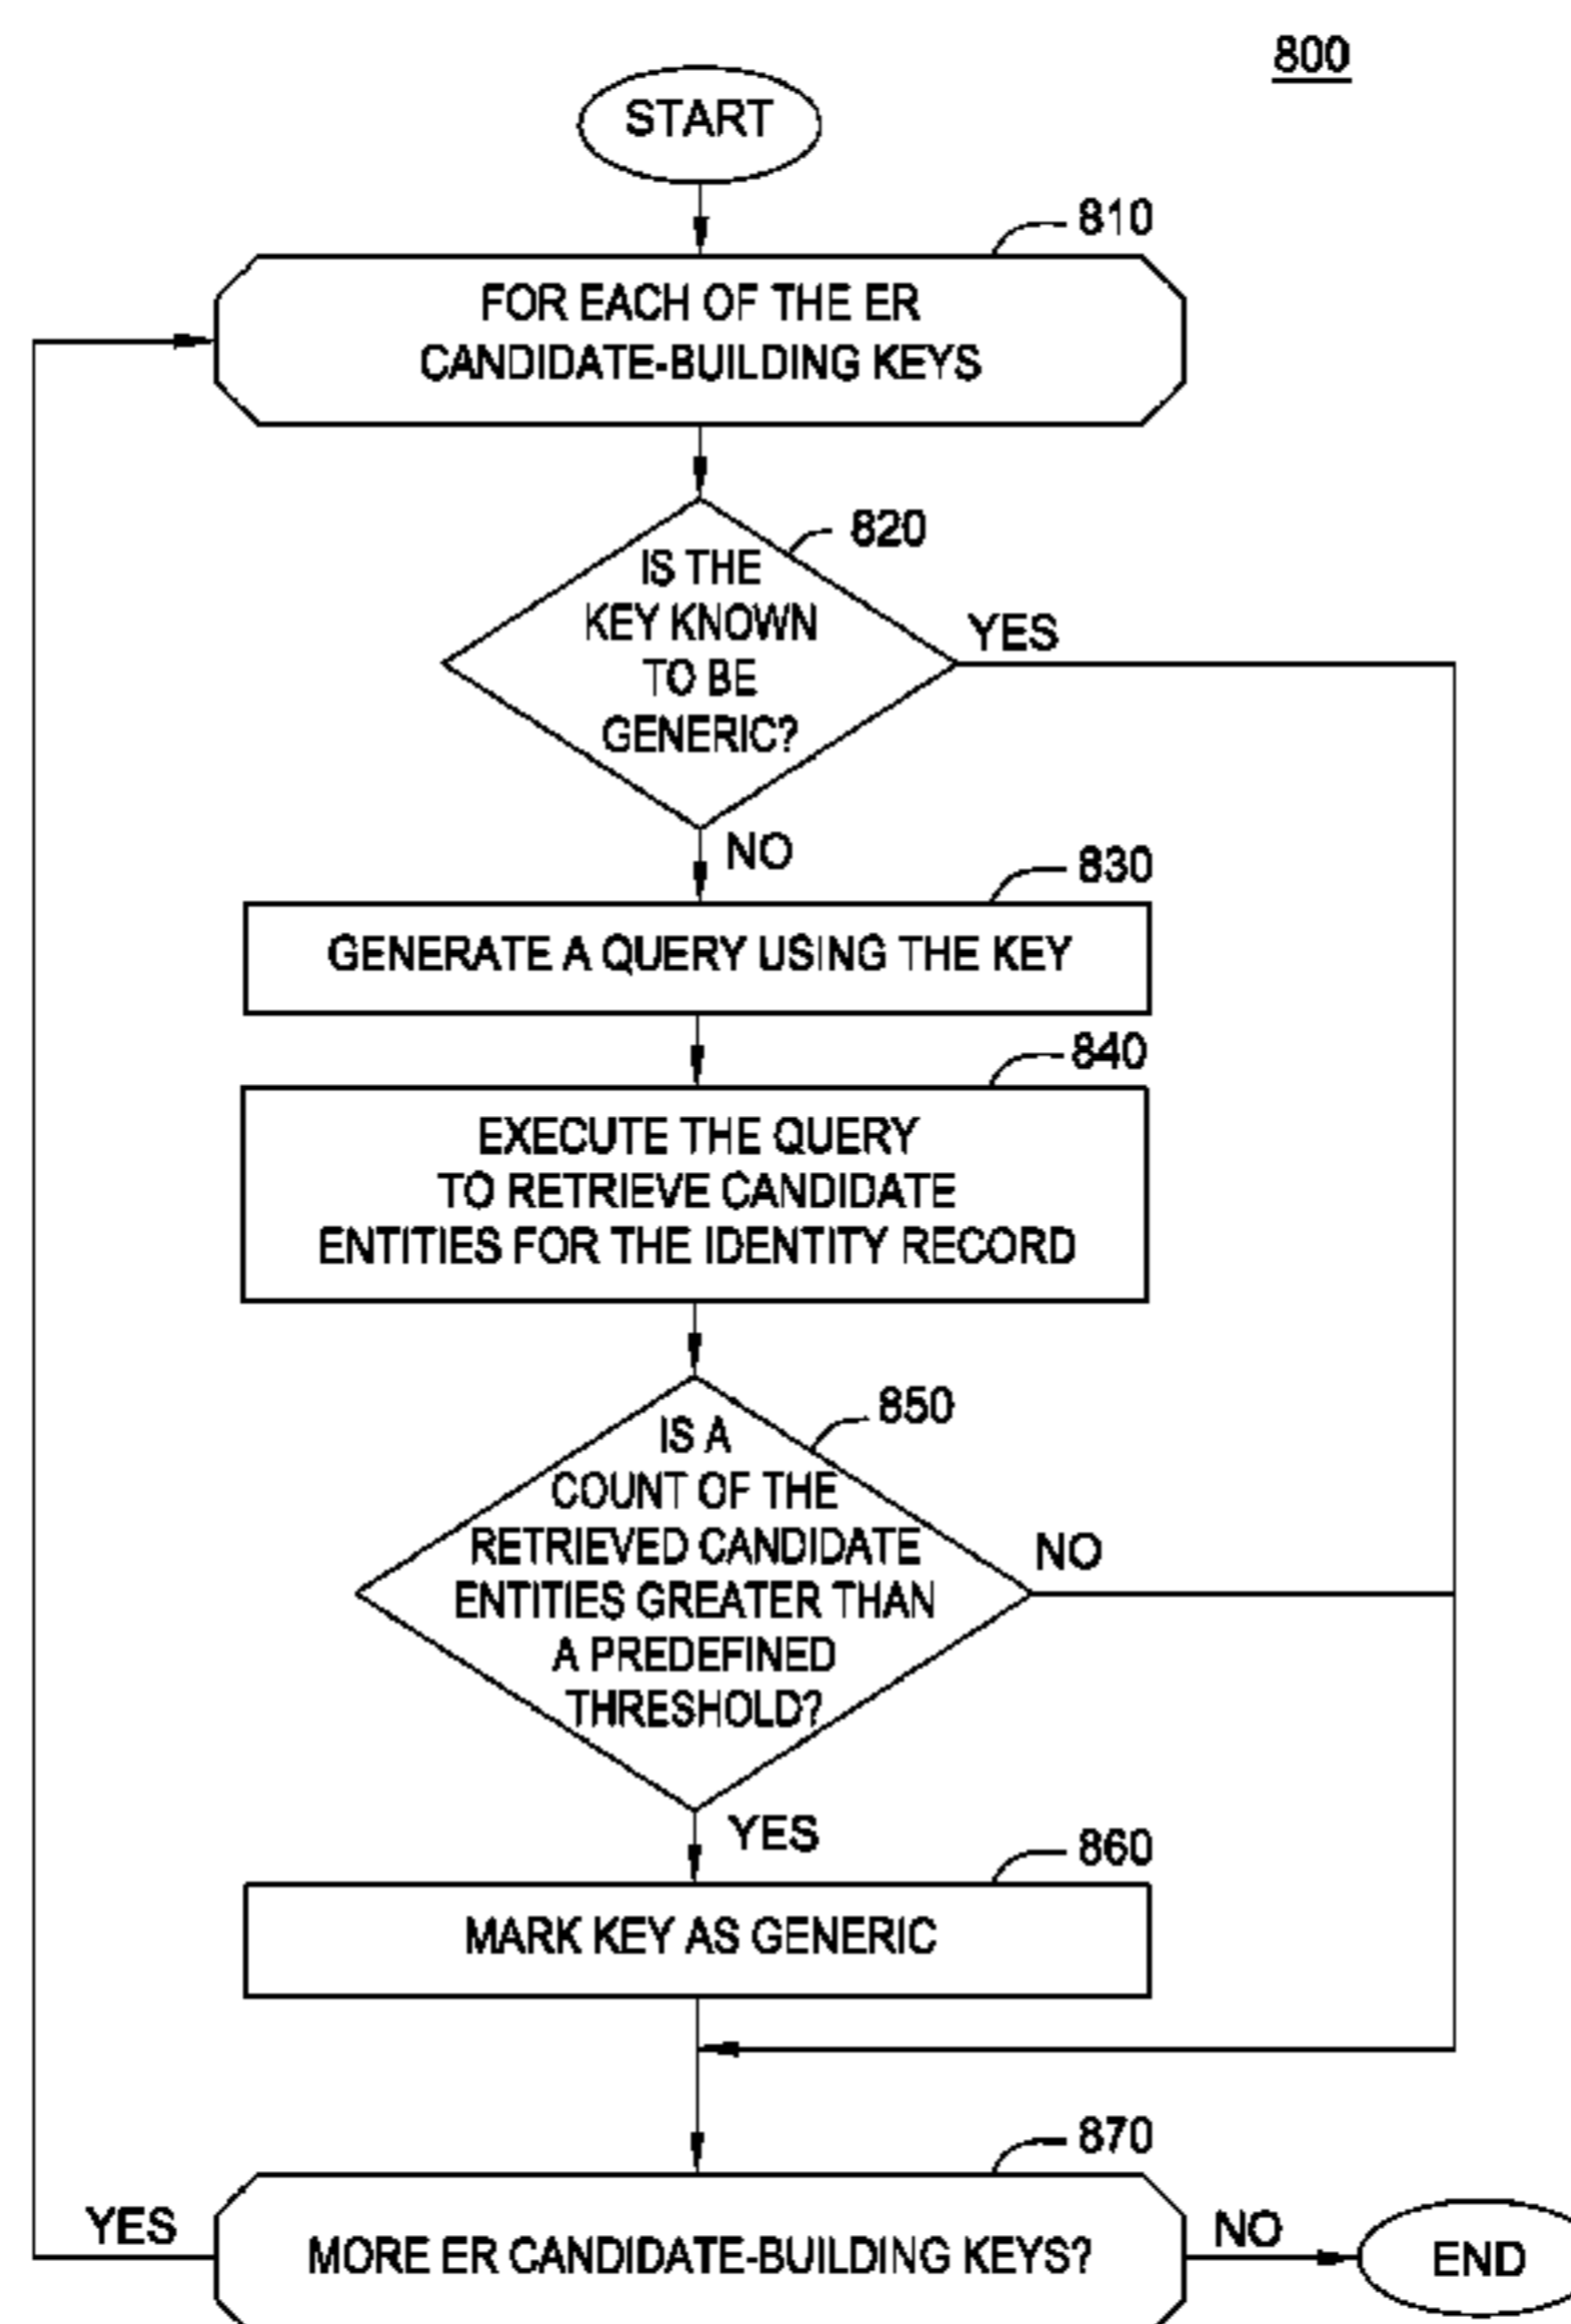 800
START
810
FOR EACH OF THE ER
CANDIDATE-BUILDING KEYS
820
IS THE
KEY KNOWN
TO BE
GENERIC?
YES
NO
830
GENERATE A QUERY USING THE KEY
840
EXECUTE THE QUERY
TO RETRIEVE CANDIDATE
ENTITIES FOR THE IDENTITY RECORD
850
IS A
COUNT OF THE
RETRIEVED CANDIDATE
ENTITIES GREATER THAN
A PREDEFINED
THRESHOLD?
NO
YES
860
MARK KEY AS GENERIC
870
YES
MORE ER CANDIDATE-BUILDING KEYS?
NO
END